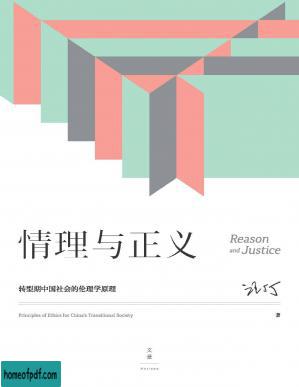 情理与正义
Reason
and Justice
转型期中国社会的伦理学原理
Principles of Ethics for China's Transitional Society
著
文景
Horizon
homeofpdf.com